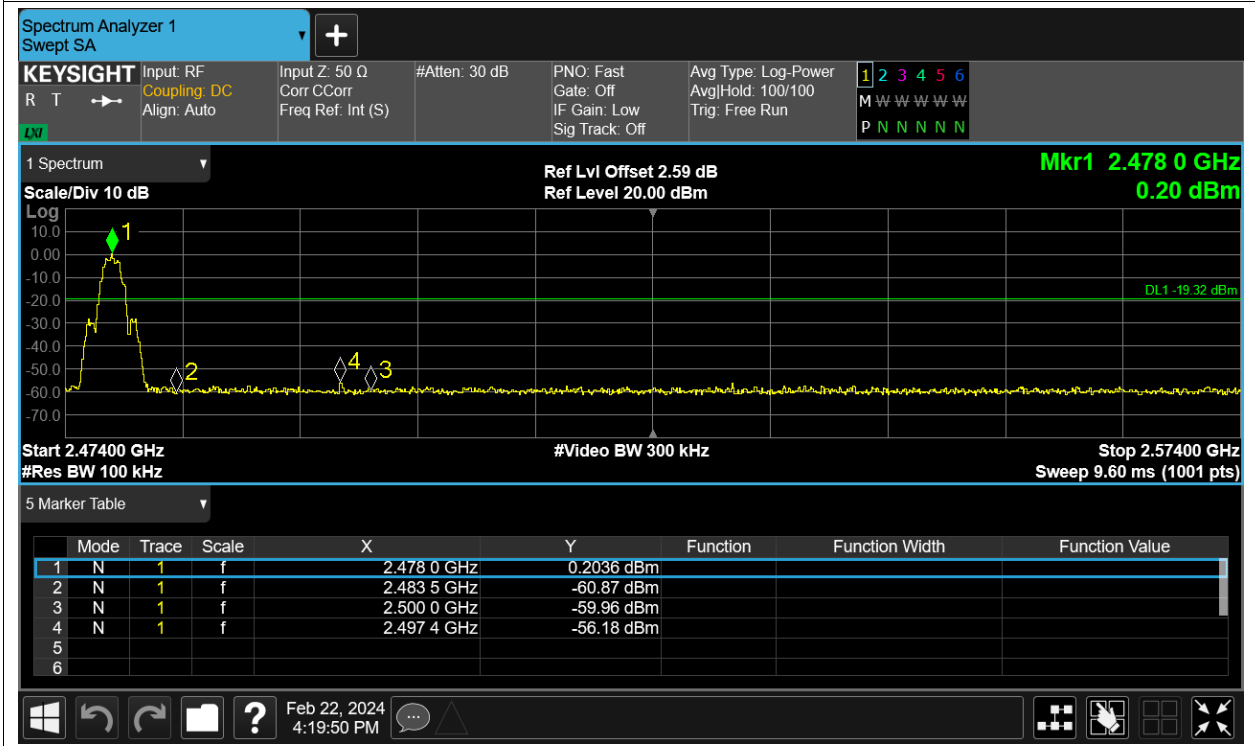 Spectrum Analyzer 1
Swept SA
KEYSIGHT Input: RF Input Z: 50 Ω #Atten: 30 dB PNO: Fast Avg Type: Log-Power 1 2 3 4 5 6
R T Coupling: DC Corr CCorr Gate: Off Avg|Hold: 100/100 M W W W W W
Align: Auto Freq Ref: Int (S) IF Gain: Low Trig: Free Run
LXI Sig Track: Off P N N N N N
1 Spectrum Ref Lvl Offset 2.59 dB Mkr1 2.478 0 GHz
Scale/Div 10 dB Ref Level 20.00 dBm 0.20 dBm
Log
10.0 1
0.00
-10.0
DL1 -19.32 dBm
-20.0
-30.0
-40.0
-50.0 2 4 3
-60.0
-70.0
Start 2.47400 GHz #Video BW 300 kHz Stop 2.57400 GHz
#Res BW 100 kHz Sweep 9.60 ms (1001 pts)
5 Marker Table
Mode Trace Scale X Y Function Function Width Function Value
1 N 1 f 2.478 0 GHz 0.2036 dBm
2 N 1 f 2.483 5 GHz -60.87 dBm
3 N 1 f 2.500 0 GHz -59.96 dBm
4 N 1 f 2.497 4 GHz -56.18 dBm
5
6
? Feb 22, 2024
4:19:50 PM